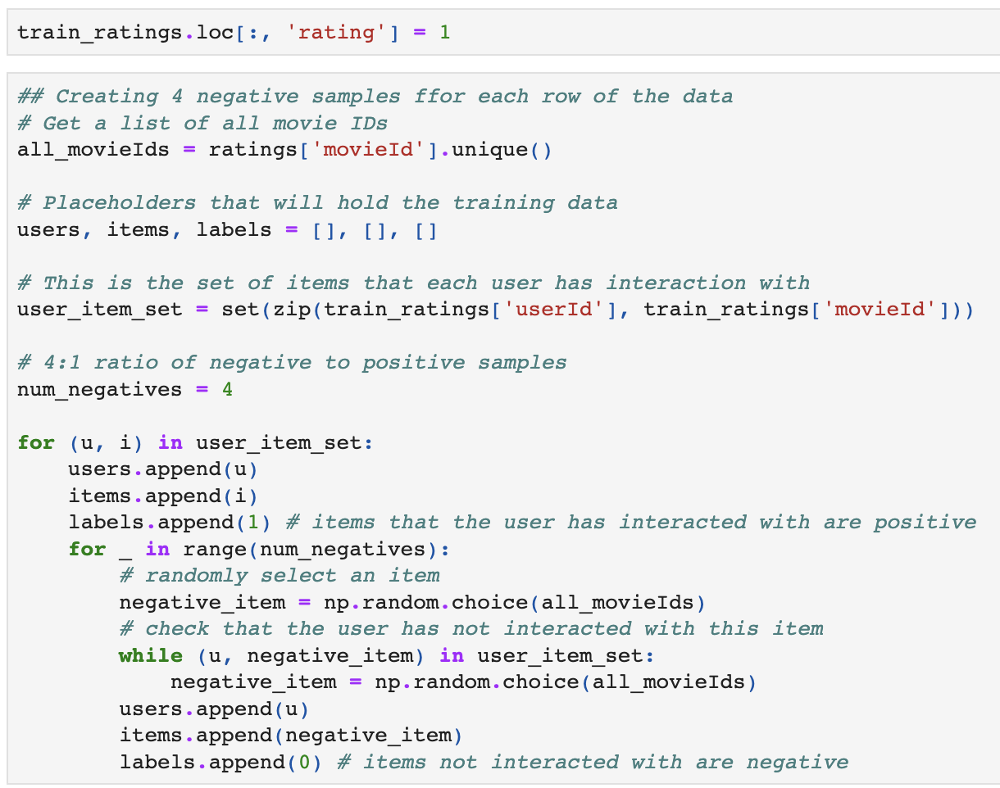 train_ratings.loc[:, 'rating'] = 1
## Creating 4 negative samples ffor each row of the data
# Get a list of all movie IDs
all_movieIds = ratings['movieId'].unique()
# Placeholders that will hold the training data
users, items, labels = [], [], []
# This is the set of items that each user has interaction with
user_item_set = set(zip(train_ratings['userId'], train_ratings['movieId']))
# 4:1 ratio of negative to positive samples
num_negatives = 4
for (u, i) in user_item_set:
    users.append(u)
    items.append(i)
    labels.append(1) # items that the user has interacted with are positive
    for _ in range(num_negatives):
        # randomly select an item
        negative_item = np.random.choice(all_movieIds)
        # check that the user has not interacted with this item
        while (u, negative_item) in user_item_set:
            negative_item = np.random.choice(all_movieIds)
        users.append(u)
        items.append(negative_item)
        labels.append(0) # items not interacted with are negative